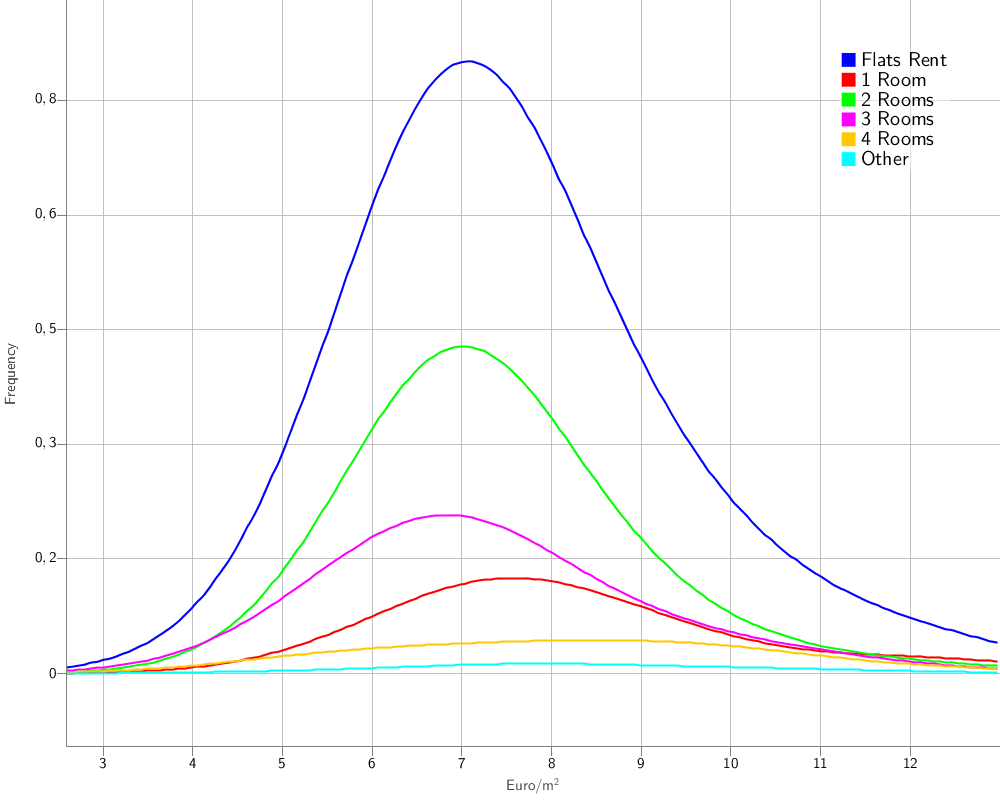 Flats Rent
1 Room
2 Rooms
3 Rooms
4 Rooms
Other
0, 8
0, 6
0, 5
0, 3
0, 2
0
Frequency
3 4 5 6 7 8 9 10 11 12
Euro/m²